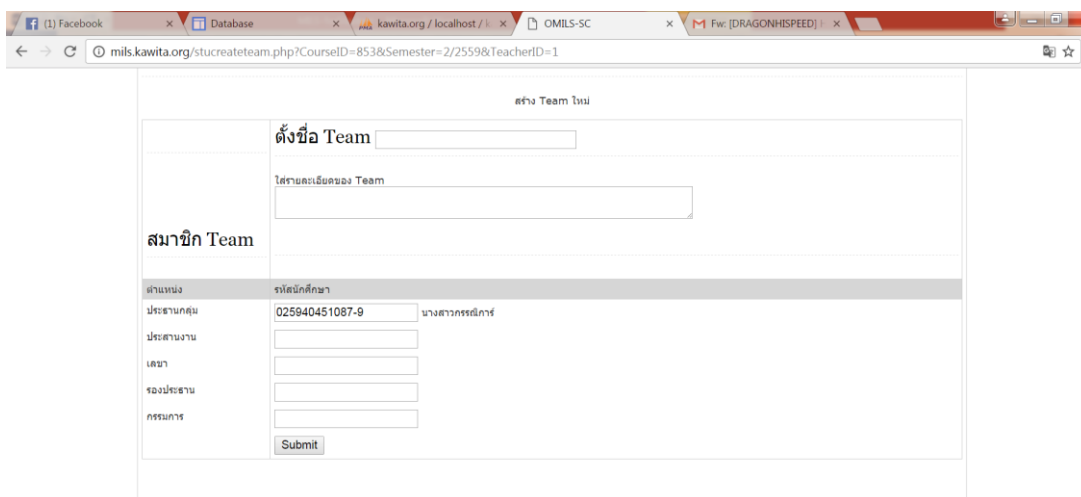 (1) Facebook
Database
kawita.org / localhost / k
OMILS-SC
Fw: [DRAGONHISPEED]
mils.kawita.org/stucreateteam.php?CourseID=853&Semester=2/2559&TeacherID=1
สร้าง Team ใหม่
ตั้งชื่อ Team
ใส่รายละเอียดของ Team
สมาชิก Team
ตำแหน่ง รหัสนักศึกษา
ประธานกลุ่ม 025940451087-9 นางสาวกรรณิการ์
ประสานงาน
เลขา
รองประธาน
กรรมการ
Submit